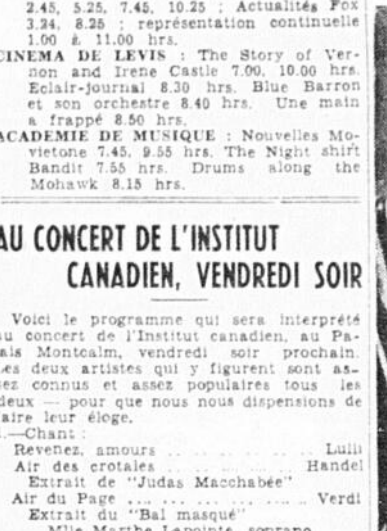 2.45, 5.25, 7.45, 10.25 ; Actualités Fox
3.24, 8.25 ; représentation continuelle
1.00 à 11.00 hrs.
CINEMA DE LEVIS : The Story of Ver-
non and Irene Castle 7.00, 10.00 hrs.
Eclair-journal 8.30 hrs. Blue Barron
et son orchestre 8.40 hrs. Une main
a frappé 8.50 hrs.
ACADEMIE DE MUSIQUE : Nouvelles Mo-
vietone 7.45, 9.55 hrs. The Night shift
Bandit 7.55 hrs. Drums along the
Mohawk 8.15 hrs.
AU CONCERT DE L'INSTITUT
CANADIEN, VENDREDI SOIR
Voici le programme qui sera interprété
au concert de l'Institut canadien, au Pa-
lais Montcalm, vendredi soir prochain.
Les deux artistes qui y figurent sont as-
sez connus et assez populaires tous les
deux — pour que nous nous dispensions de
faire leur éloge.
.—Chant :
Revenez, amours .. .. .. .. .. Lulli
Air des crotales .. .. .. .. Handel
Extrait de "Judas Macchabée"
Air du Page .... .... .... .... Verdi
Extrait du "Bal masqué"
Mlle Marthe Lapointe, soprano